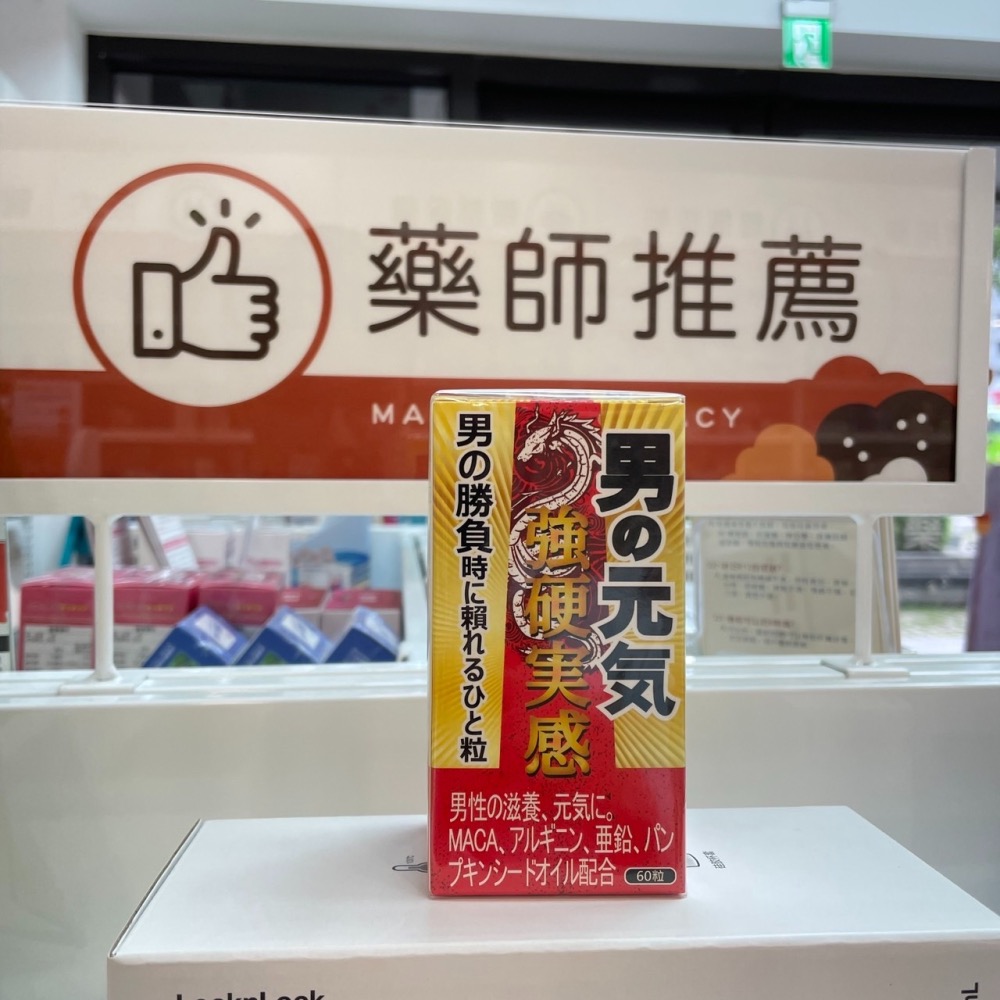 藥師推薦
MA
CY
男の元気
強硬実感
男の勝負時に頼れるひと粒
男性の滋養、元気に。
MACA、アルギニン、亜鉛、パン
プキンシードオイル配合
60粒